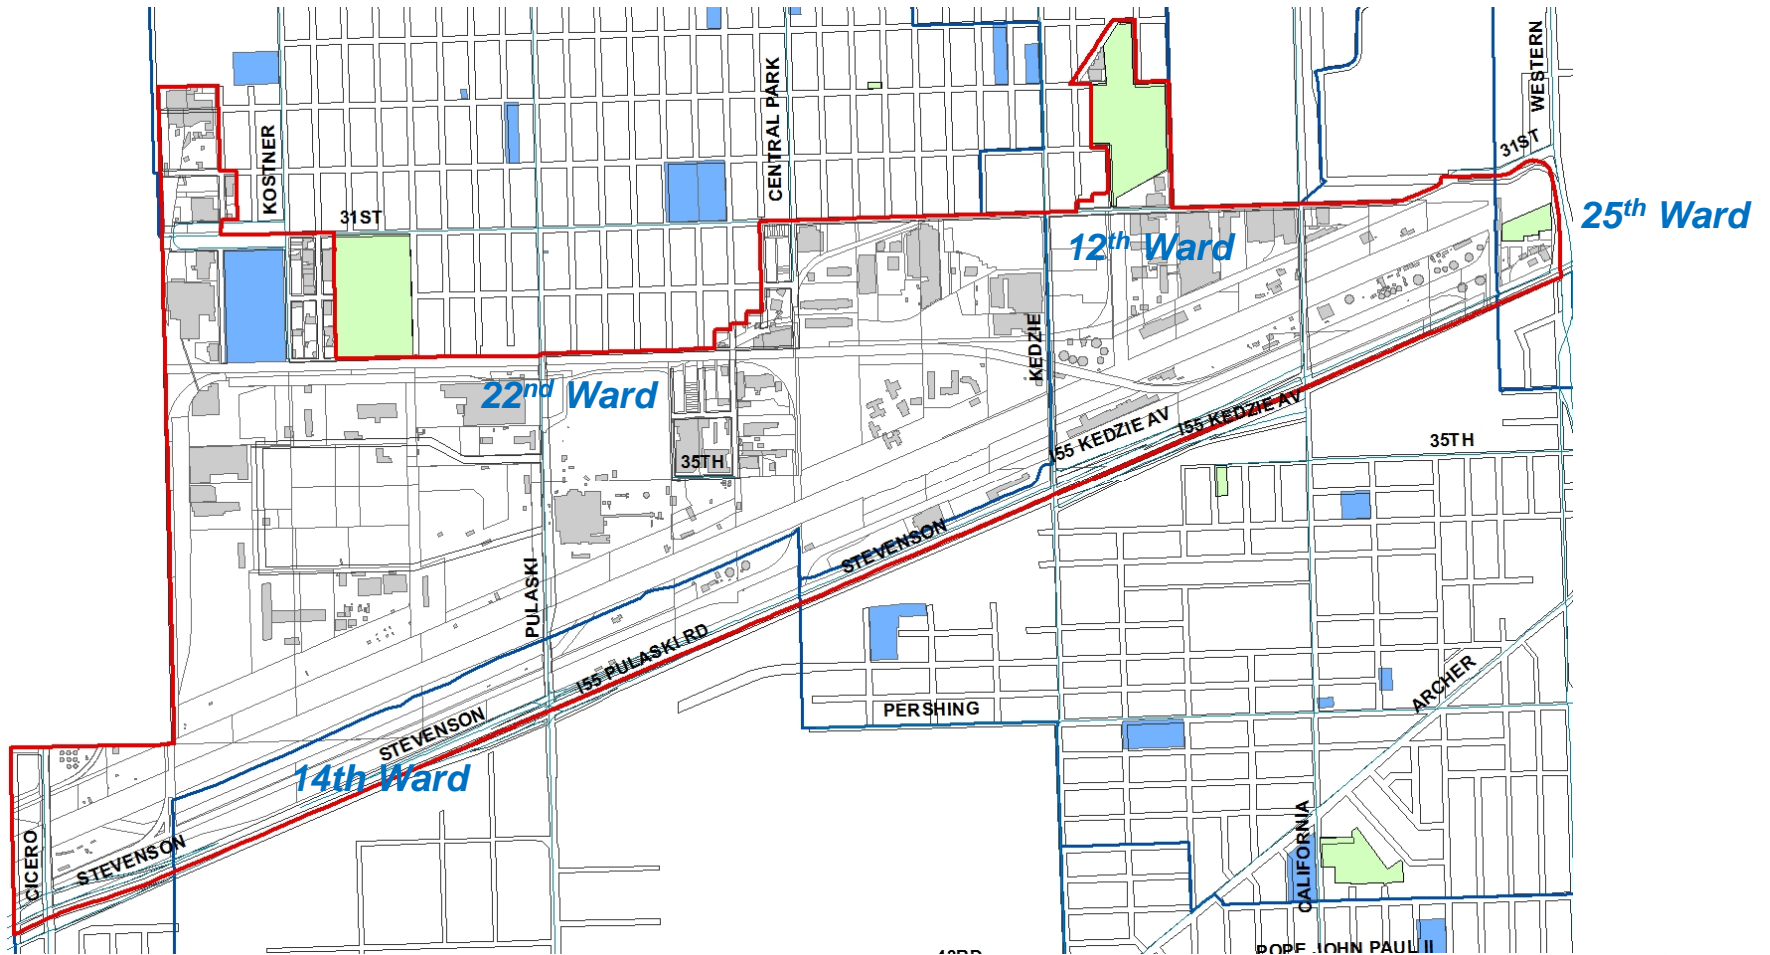 WESTERN
CENTRAL PARK
KOSTNER
31ST
31ST
25th Ward
12th Ward
KEDZIE
22nd Ward
I55 KEDZIE AV
I55 KEDZIE AV
35TH
35TH
STEVENSON
PULASKI
I55 PULASKI RD
ARCHER
PERSHING
STEVENSON
14th Ward
CALIFORNIA
CICERO
STEVENSON
POPE JOHN PAUL II